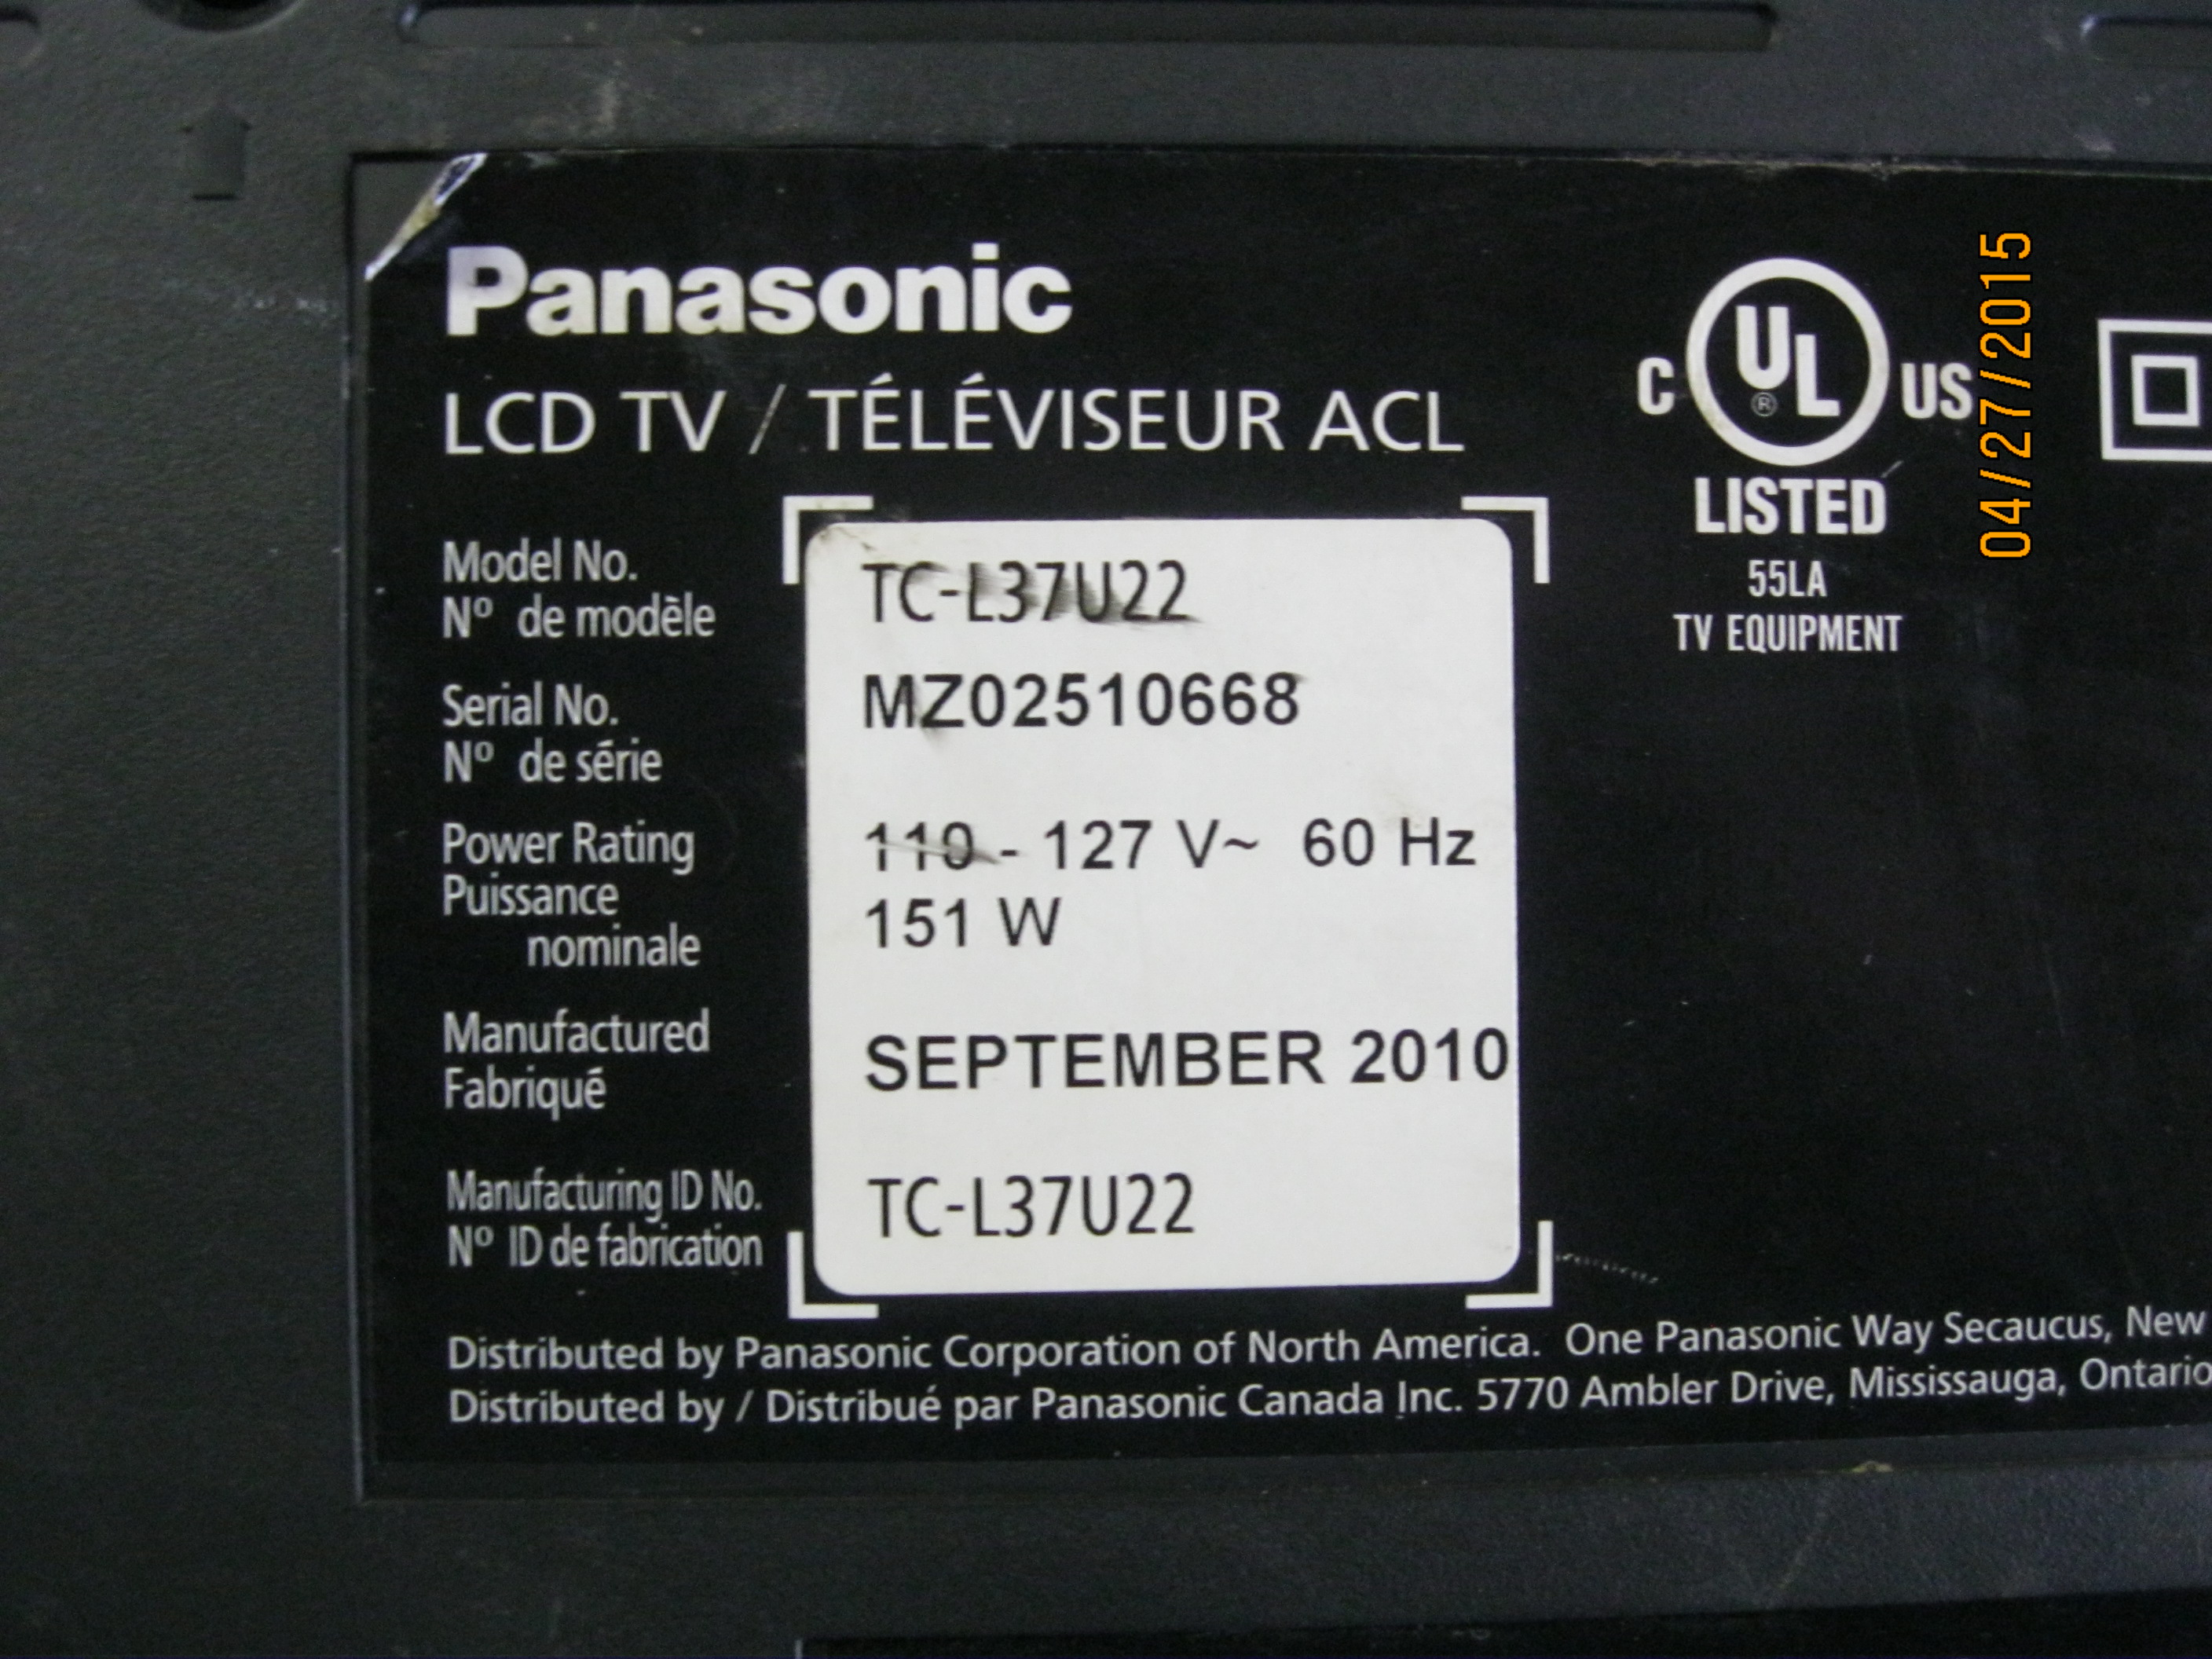 Panasonic
LCD TV / TÉLÉVISEUR ACL
Model No.
Nº de modèle
TC-L37U22
Serial No.
Nº de série
MZ02510668
Power Rating
Puissance
nominale
110 - 127 V~ 60 Hz
151 W
Manufactured
Fabriqué
SEPTEMBER 2010
Manufacturing ID No.
Nº ID de fabrication
TC-L37U22
C UL ® US
LISTED
55LA
TV EQUIPMENT
04/27/2015
Distributed by Panasonic Corporation of North America. One Panasonic Way Secaucus, New
Distributed by / Distribué par Panasonic Canada Inc. 5770 Ambler Drive, Mississauga, Ontario